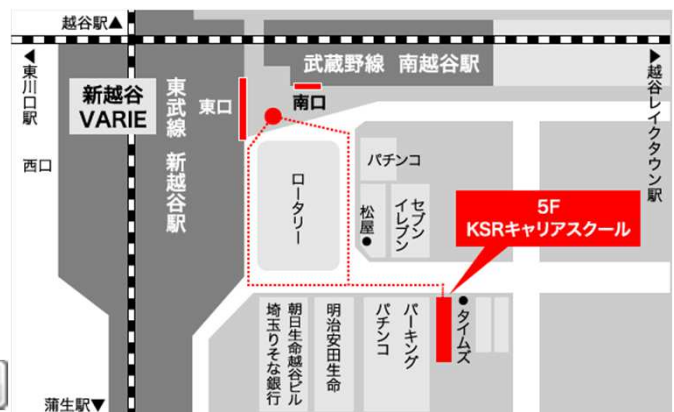 越谷駅▲
武蔵野線 南越谷駅
◀東川口駅
新越谷
VARIE
東武線 新越谷駅
東口
南口
▶越谷レイクタウン駅
西口
ロータリー
パチンコ
松屋
セブン
イレブン
5F
KSRキャリアスクール
朝日生命越谷ビル
埼玉りそな銀行
明治安田生命
パーキング
パチンコ
タイムズ
蒲生駅▼